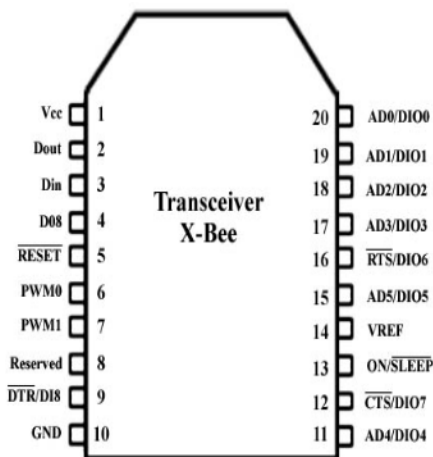 Vcc 1
Dout 2
Din 3
D08 4
RESET 5
PWM0 6
PWM1 7
Reserved 8
DTR/DI8 9
GND 10
Transceiver
X-Bee
20 AD0/DIO0
19 AD1/DIO1
18 AD2/DIO2
17 AD3/DIO3
16 RTS/DIO6
15 AD5/DIO5
14 VREF
13 ON/SLEEP
12 CTS/DIO7
11 AD4/DIO4